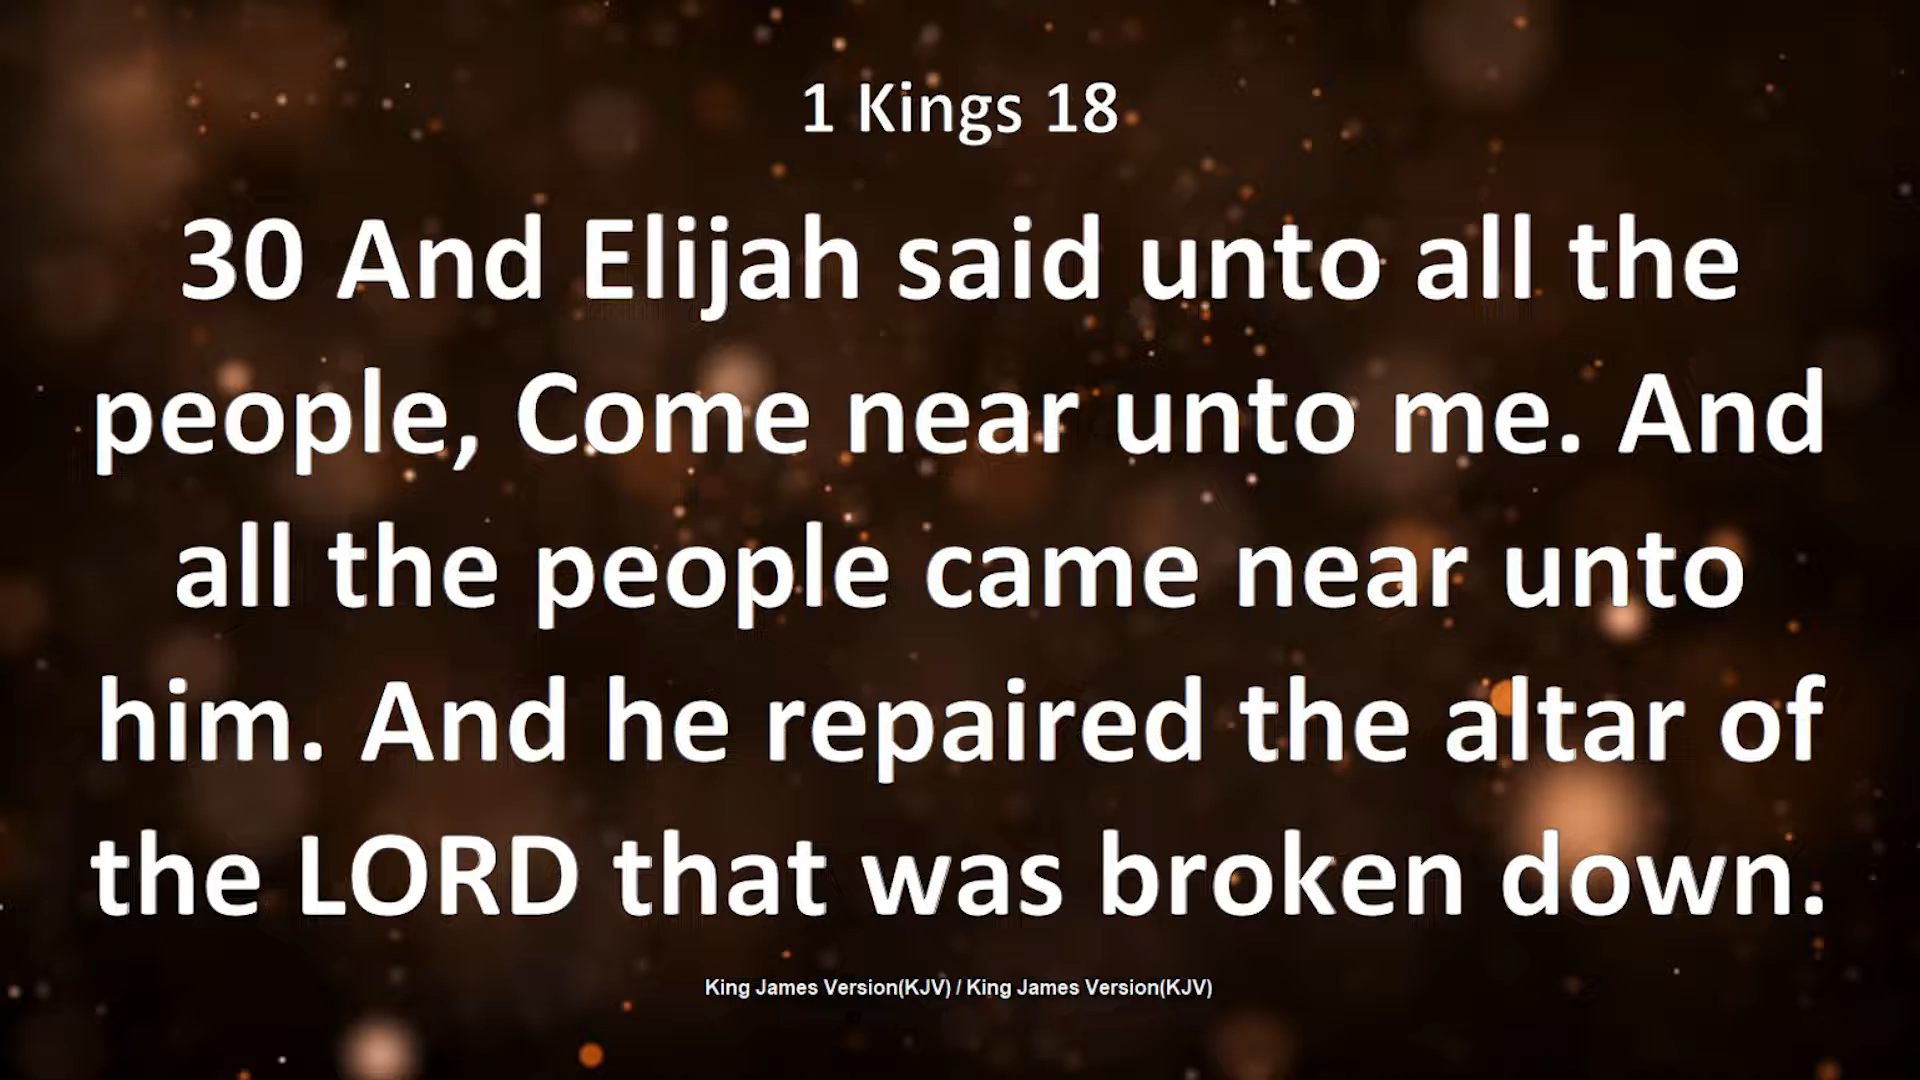 1 Kings 18
30 And Elijah said unto all the
people, Come near unto me. And
all the people came near unto
him. And he repaired the altar of
the LORD that was broken down.
King James Version(KJV) / King James Version(KJV)